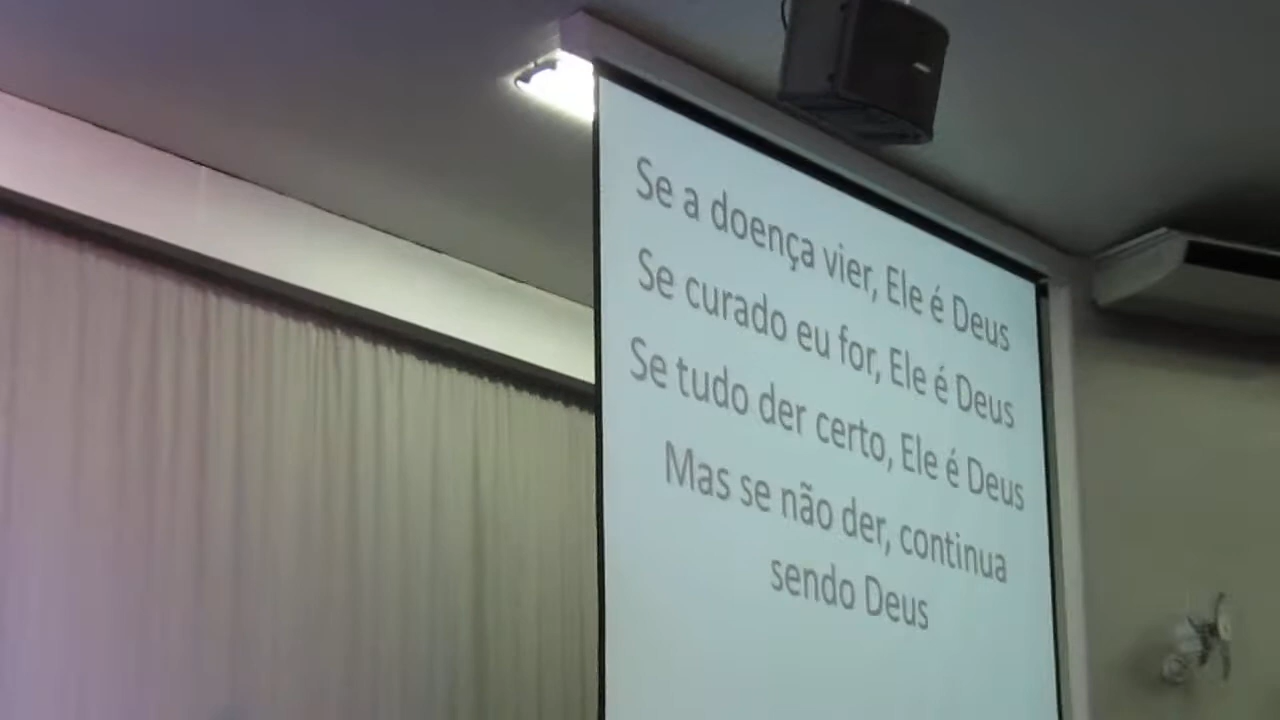 Se a doença vier, Ele é Deus
Se curado eu for, Ele é Deus
Se tudo der certo, Ele é Deus
Mas se não der, continua
sendo Deus